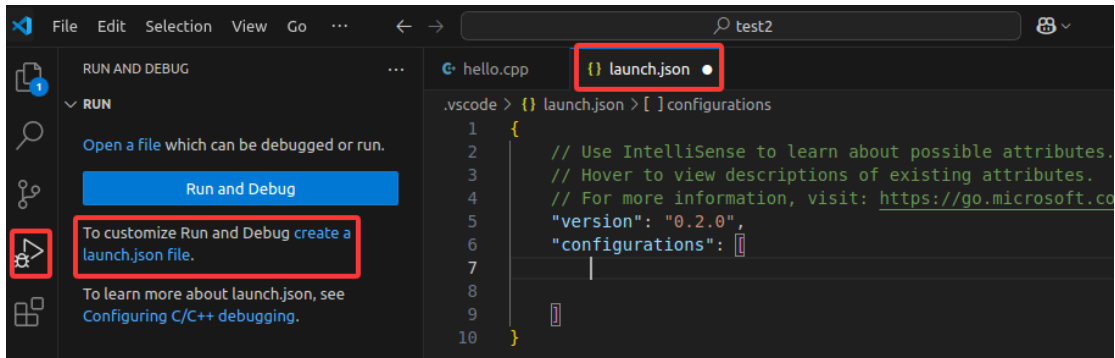 File Edit Selection View Go ··· ← → test2
RUN AND DEBUG ···
RUN
Open a file which can be debugged or run.
Run and Debug
To customize Run and Debug create a
launch.json file.
To learn more about launch.json, see
Configuring C/C++ debugging.
1
hello.cpp {} launch.json ●
.vscode > {} launch.json > [ ] configurations
1 {
2 // Use IntelliSense to learn about possible attributes.
3 // Hover to view descriptions of existing attributes.
4 // For more information, visit: https://go.microsoft.co
5 "version": "0.2.0",
6 "configurations": [
7
8
9 ]
10 }